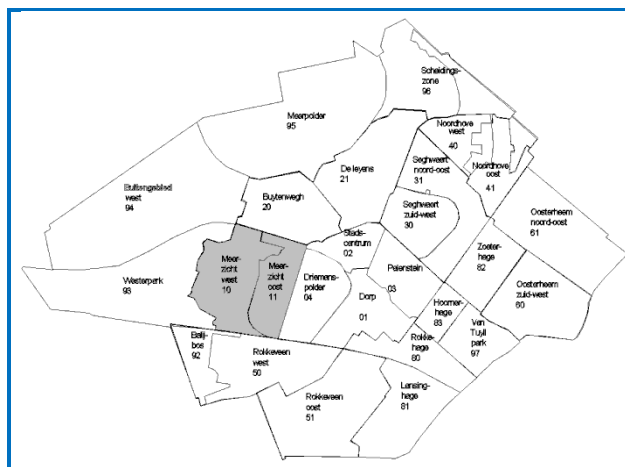 Scheidings-
zone
96
Meerpolder
95
Noordhove
west
40
Noordhove
oost
41
De leyens
21
Seghwaert
noord-oost
31
Buitengebied
west
94
Buytenwegh
20
Seghwaert
zuid-west
30
Oosterheem
noord-oost
61
Stads-
centrum
02
Zoeter-
hage
82
Meer-
zicht
west
10
Meer-
zicht
oost
11
Driemans-
polder
04
Palenstein
03
Oosterheem
zuid-west
60
Westerpark
93
Dorp
01
Hoorner-
hage
83
Van
Tuyll
park
97
Rokke-
hage
80
Balij-
bos
92
Rokkeveen
west
50
Lansing-
hage
81
Rokkeveen
oost
51